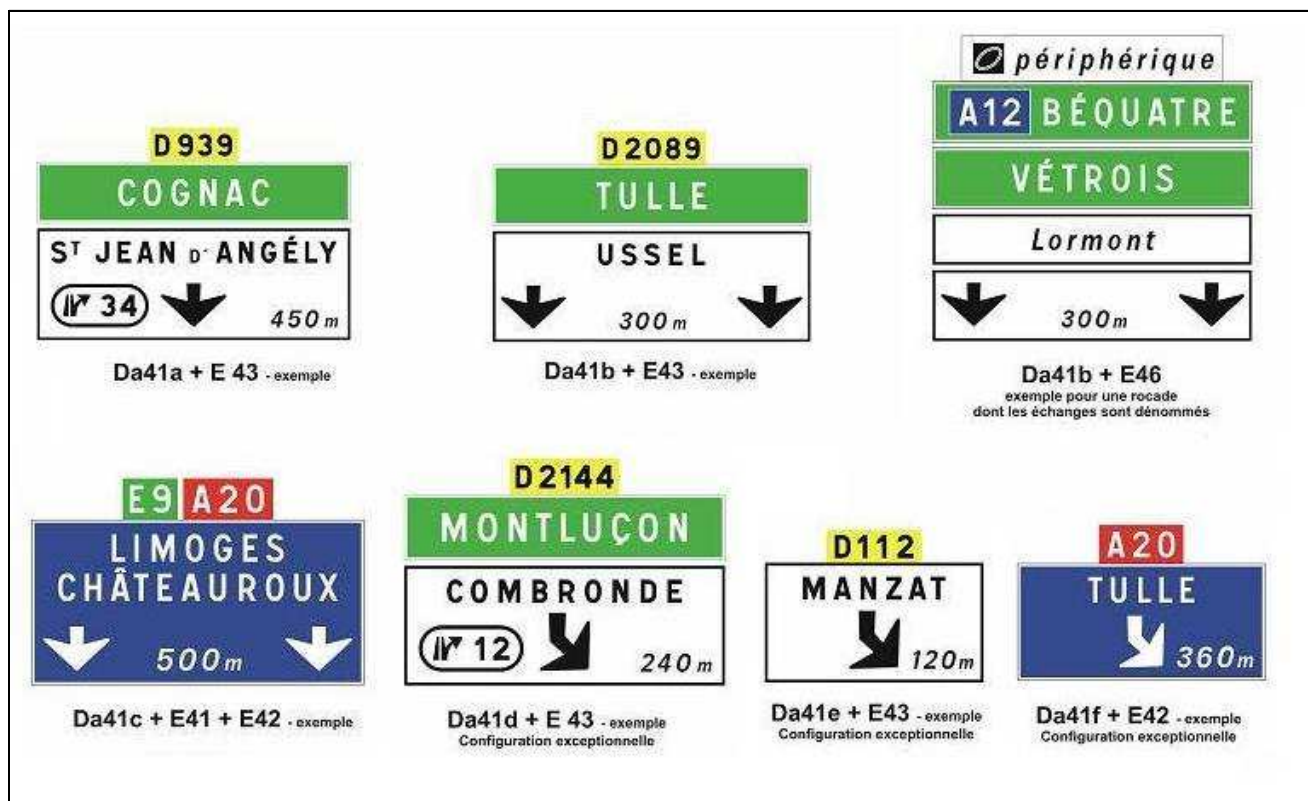 D939
COGNAC
ST JEAN D'ANGÉLY
34
450 m
Da41a + E 43 - exemple
D2089
TULLE
USSEL
300m
Da41b + E43 - exemple
périphérique
A12 BÉQUATRE
VÉTROIS
Lormont
300m
Da41b + E46
exemple pour une rocade
dont les échanges sont dénommés
E9 A20
LIMOGES
CHÂTEAUROUX
500m
Da41c + E41 + E42 - exemple
D2144
MONTLUÇON
COMBRONDE
12
240 m
Da41d + E 43 - exemple
Configuration exceptionnelle
D112
MANZAT
120m
Da41e + E43 - exemple
Configuration exceptionnelle
A20
TULLE
360m
Da41f + E42 - exemple
Configuration exceptionnelle